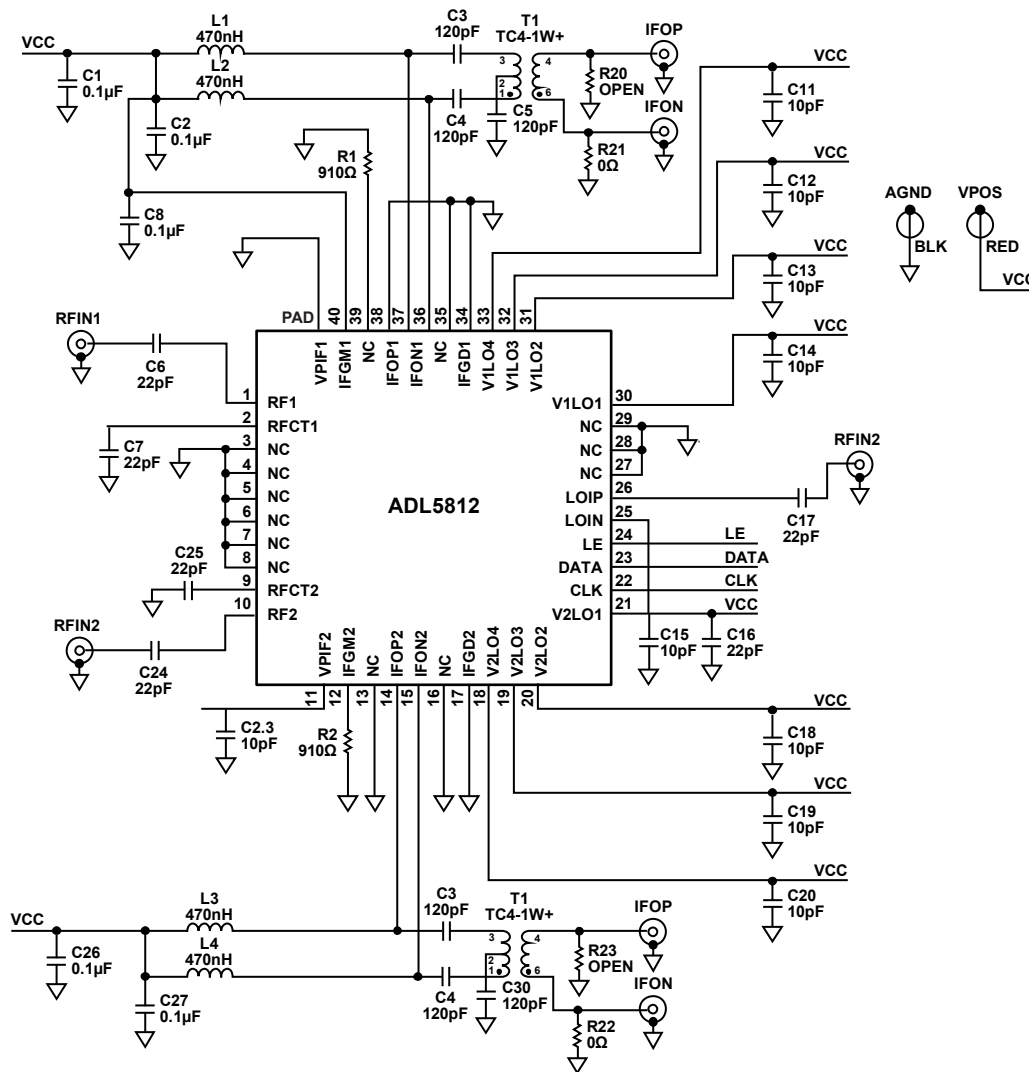 VCC
C1
0.1µF
L1
470nH
L2
470nH
C2
0.1µF
C8
0.1µF
C3
120pF
T1
TC4-1W+
3
2
1
4
6
C4
120pF
C5
120pF
IFOP
R20
OPEN
IFON
R21
0Ω
R1
910Ω
VCC
C11
10pF
VCC
C12
10pF
VCC
C13
10pF
VCC
C14
10pF
AGND
BLK
VPOS
RED
VCC
PAD
40
39
38
37
36
35
34
33
32
31
VPIF1
IFGM1
NC
IFOP1
IFON1
NC
IFGD1
V1LO4
V1LO3
V1LO2
RFIN1
C6
22pF
C7
22pF
C25
22pF
RFIN2
C24
22pF
1
2
3
4
5
6
7
8
9
10
RF1
RFCT1
NC
NC
NC
NC
NC
NC
RFCT2
RF2
ADL5812
V1LO1
NC
NC
NC
LOIP
LOIN
LE
DATA
CLK
V2LO1
30
29
28
27
26
25
24
23
22
21
RFIN2
C17
22pF
LE
DATA
CLK
VCC
C15
10pF
C16
22pF
VPIF2
IFGM2
NC
IFOP2
IFON2
NC
IFGD2
V2LO4
V2LO3
V2LO2
11
12
13
14
15
16
17
18
19
20
C2.3
10pF
R2
910Ω
VCC
C18
10pF
VCC
C19
10pF
VCC
C20
10pF
VCC
C26
0.1µF
L3
470nH
L4
470nH
C27
0.1µF
C3
120pF
T1
TC4-1W+
3
2
1
4
6
C4
120pF
C30
120pF
IFOP
R23
OPEN
IFON
R22
0Ω